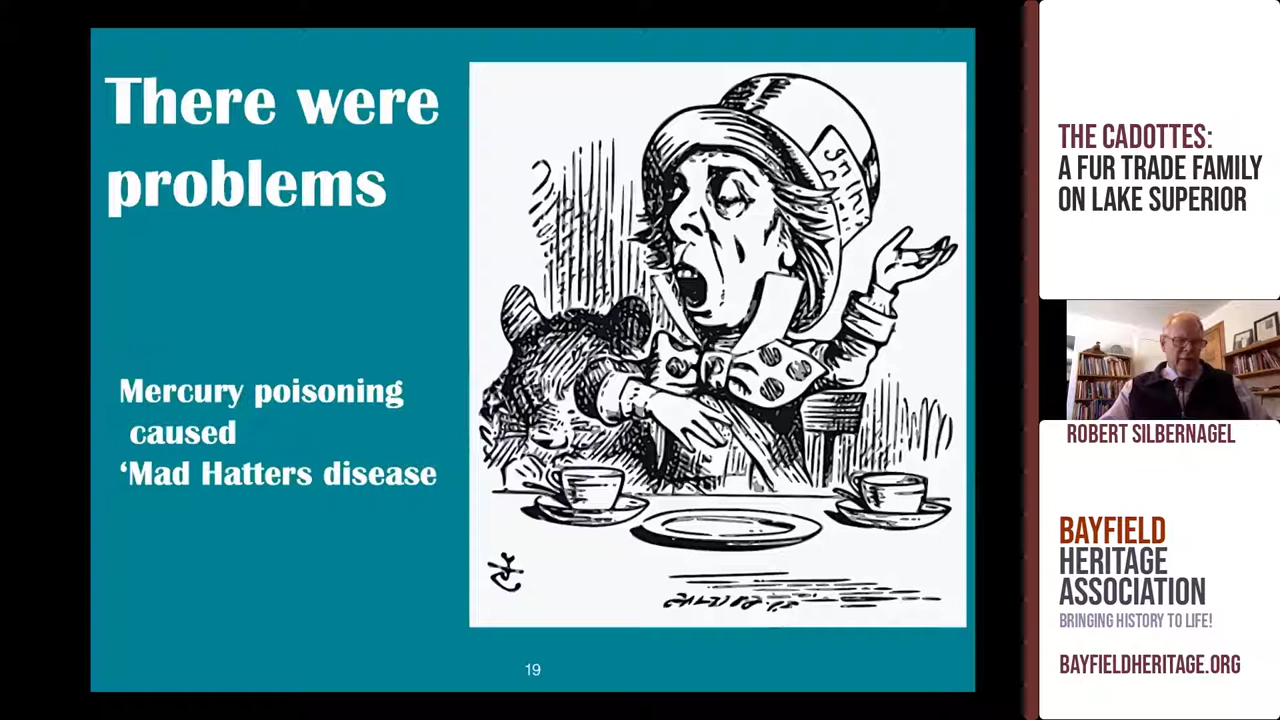 There were
problems
Mercury poisoning
caused
‘Mad Hatters disease
19
THE CADOTTES:
A FUR TRADE FAMILY
ON LAKE SUPERIOR
ROBERT SILBERNAGEL
BAYFIELD
HERITAGE
ASSOCIATION
BRINGING HISTORY TO LIFE!
BAYFIELDHERITAGE.ORG